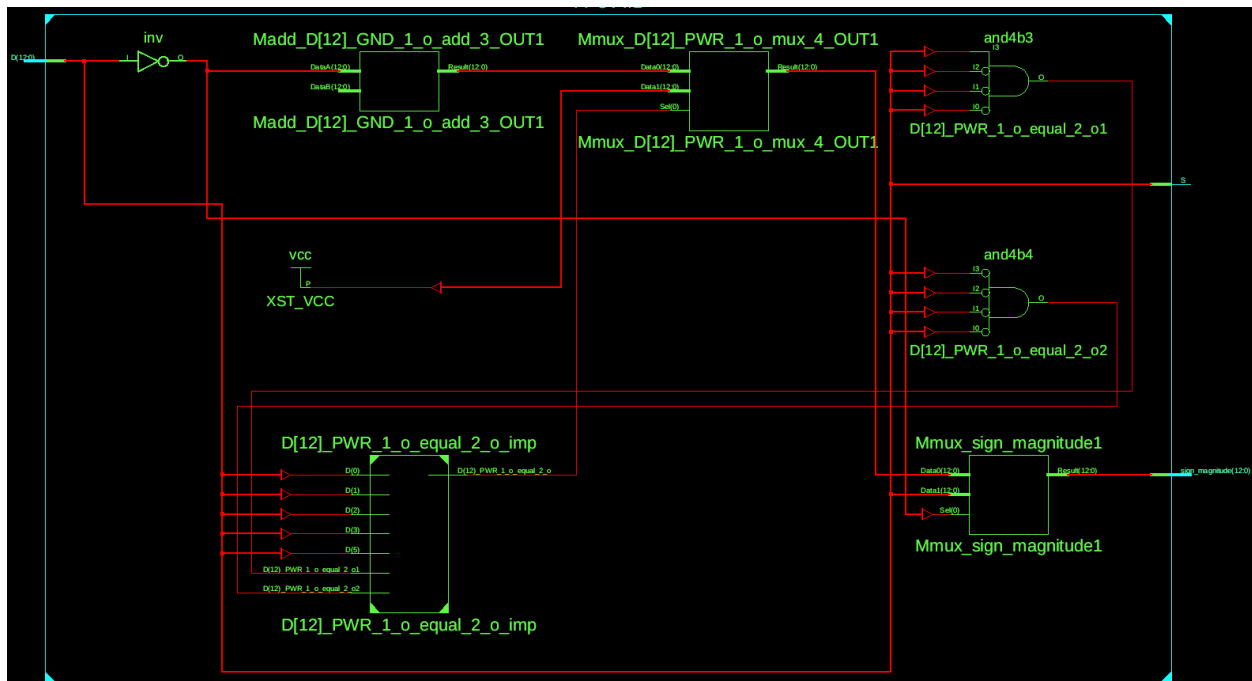 D(12:0)
inv
I
O
Madd_D[12]_GND_1_o_add_3_OUT1
DataA(12:0)
DataB(12:0)
Result(12:0)
Madd_D[12]_GND_1_o_add_3_OUT1
Mmux_D[12]_PWR_1_o_mux_4_OUT1
Data0(12:0)
Data1(12:0)
Sel(0)
Result(12:0)
Mmux_D[12]_PWR_1_o_mux_4_OUT1
and4b3
I3
I2
I1
I0
O
D[12]_PWR_1_o_equal_2_o1
S
vcc
P
XST_VCC
and4b4
I3
I2
I1
I0
O
D[12]_PWR_1_o_equal_2_o2
D[12]_PWR_1_o_equal_2_o_imp
D(0)
D(1)
D(2)
D(3)
D(5)
D(12)_PWR_1_o_equal_2_o1
D(12)_PWR_1_o_equal_2_o2
D(12)_PWR_1_o_equal_2_o
D[12]_PWR_1_o_equal_2_o_imp
Mmux_sign_magnitude1
Data0(12:0)
Data1(12:0)
Sel(0)
Result(12:0)
sign_magnitude(12:0)
Mmux_sign_magnitude1